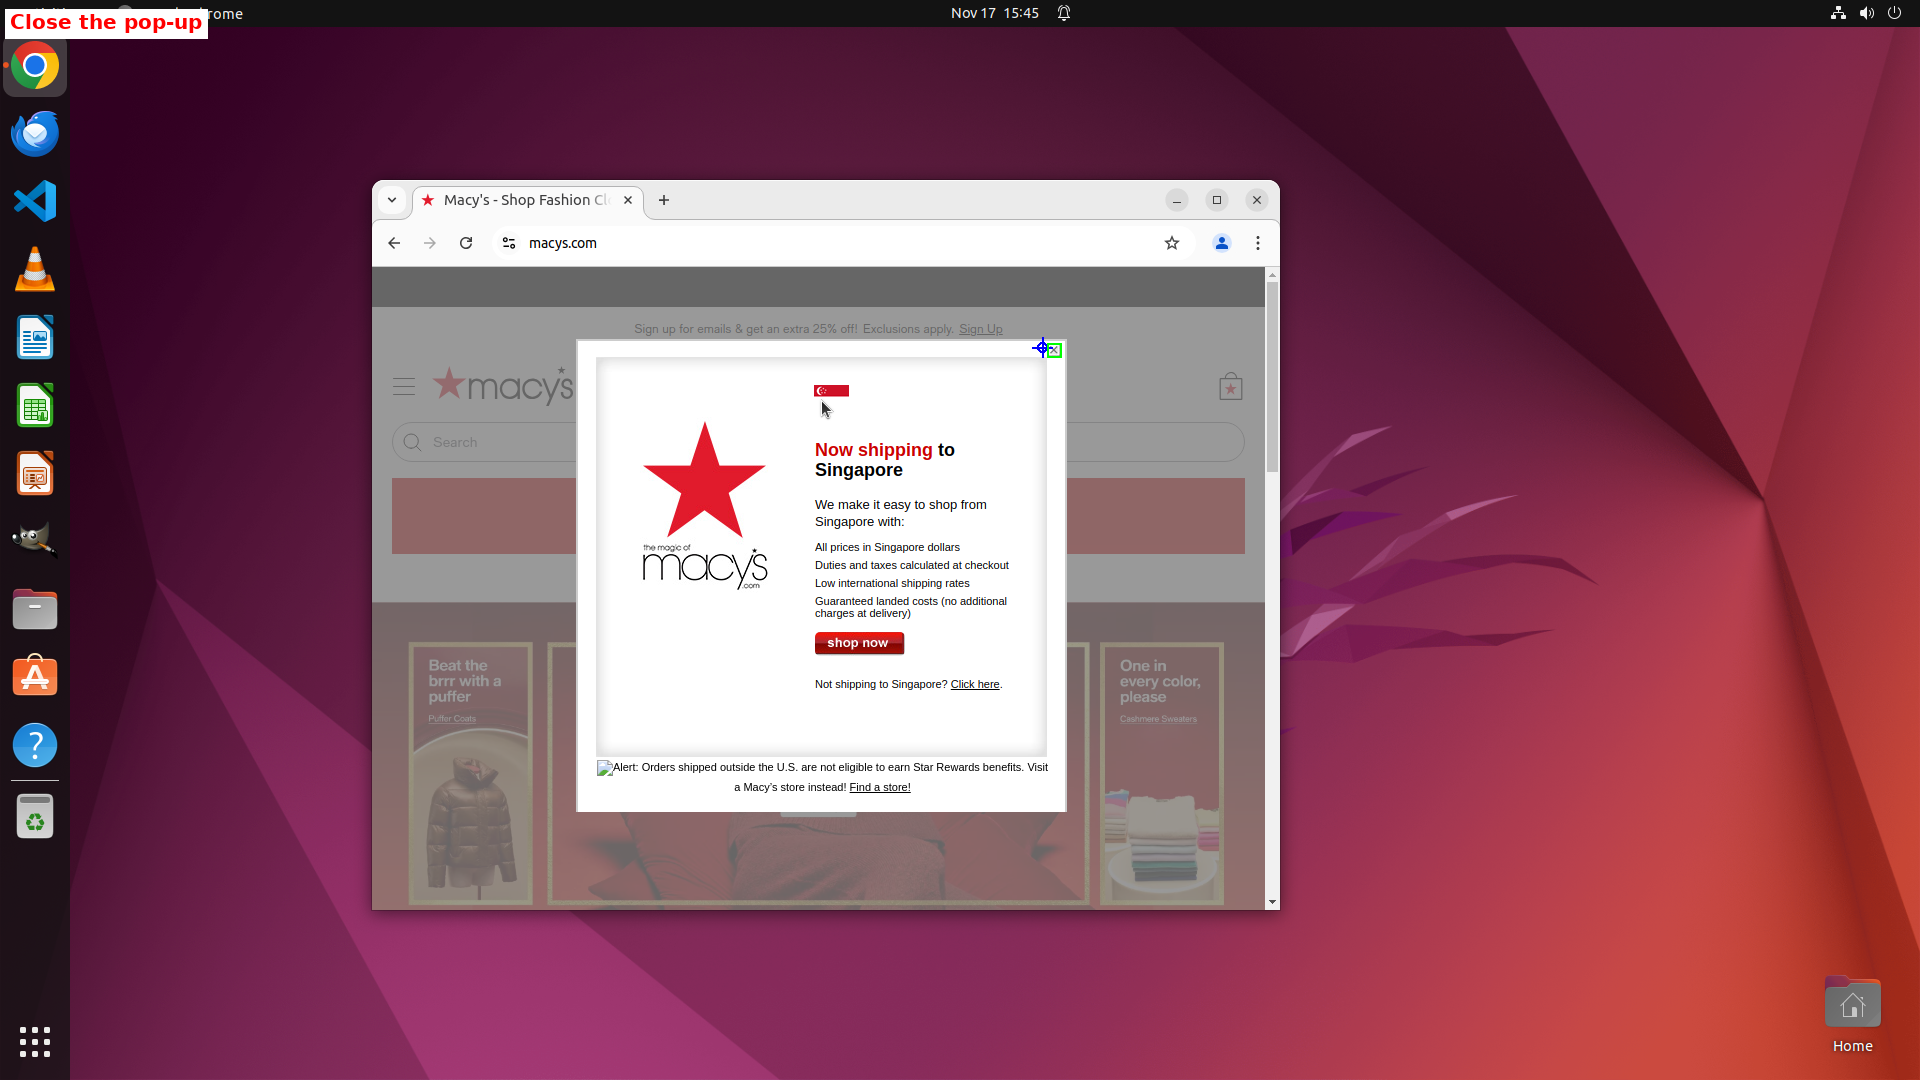 Close the pop-up
Nov 17 15:45
Macy's - Shop Fashion Cl
macys.com
Sign up for emails & get an extra 25% off! Exclusions apply. Sign Up
macy's
Search
Now shipping to
Singapore
We make it easy to shop from
Singapore with:
All prices in Singapore dollars
Duties and taxes calculated at checkout
Low international shipping rates
Guaranteed landed costs (no additional
charges at delivery)
shop now
Not shipping to Singapore? Click here.
the magic of
macy's
.com
Alert: Orders shipped outside the U.S. are not eligible to earn Star Rewards benefits. Visit
a Macy's store instead! Find a store!
Beat the
brrr with a
puffer
Puffer Coats
One in
every color,
please
Cashmere Sweaters
Home